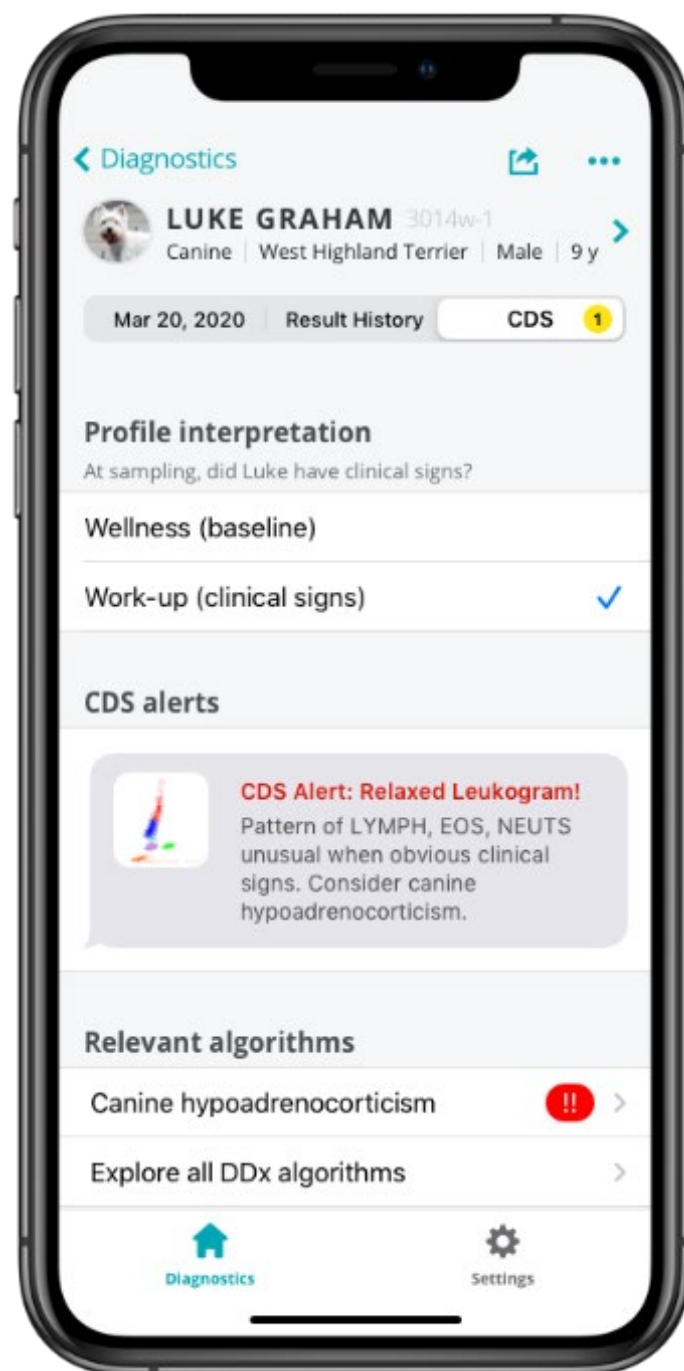 Diagnostics
LUKE GRAHAM 3014w-1
Canine | West Highland Terrier | Male | 9 y
Mar 20, 2020 | Result History CDS 1
Profile interpretation
At sampling, did Luke have clinical signs?
Wellness (baseline)
Work-up (clinical signs)
CDS alerts
CDS Alert: Relaxed Leukogram!
Pattern of LYMPH, EOS, NEUTS
unusual when obvious clinical
signs. Consider canine
hypoadrenocorticism.
Relevant algorithms
Canine hypoadrenocorticism !!
Explore all DDx algorithms
Diagnostics Settings